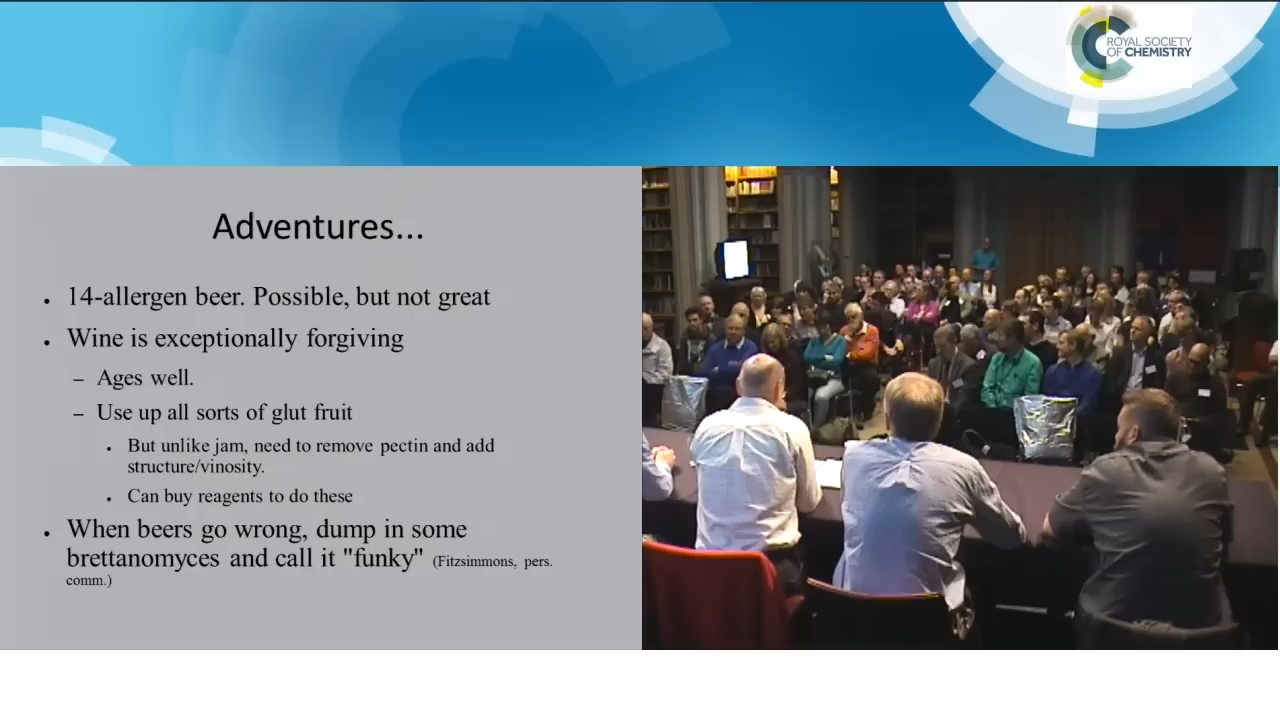 ROYAL SOCIETY
OF CHEMISTRY
Adventures...
• 14-allergen beer. Possible, but not great
• Wine is exceptionally forgiving
– Ages well.
– Use up all sorts of glut fruit
• But unlike jam, need to remove pectin and add
structure/vinosity.
• Can buy reagents to do these
• When beers go wrong, dump in some
brettanomyces and call it "funky" (Fitzsimmons, pers.
comm.)